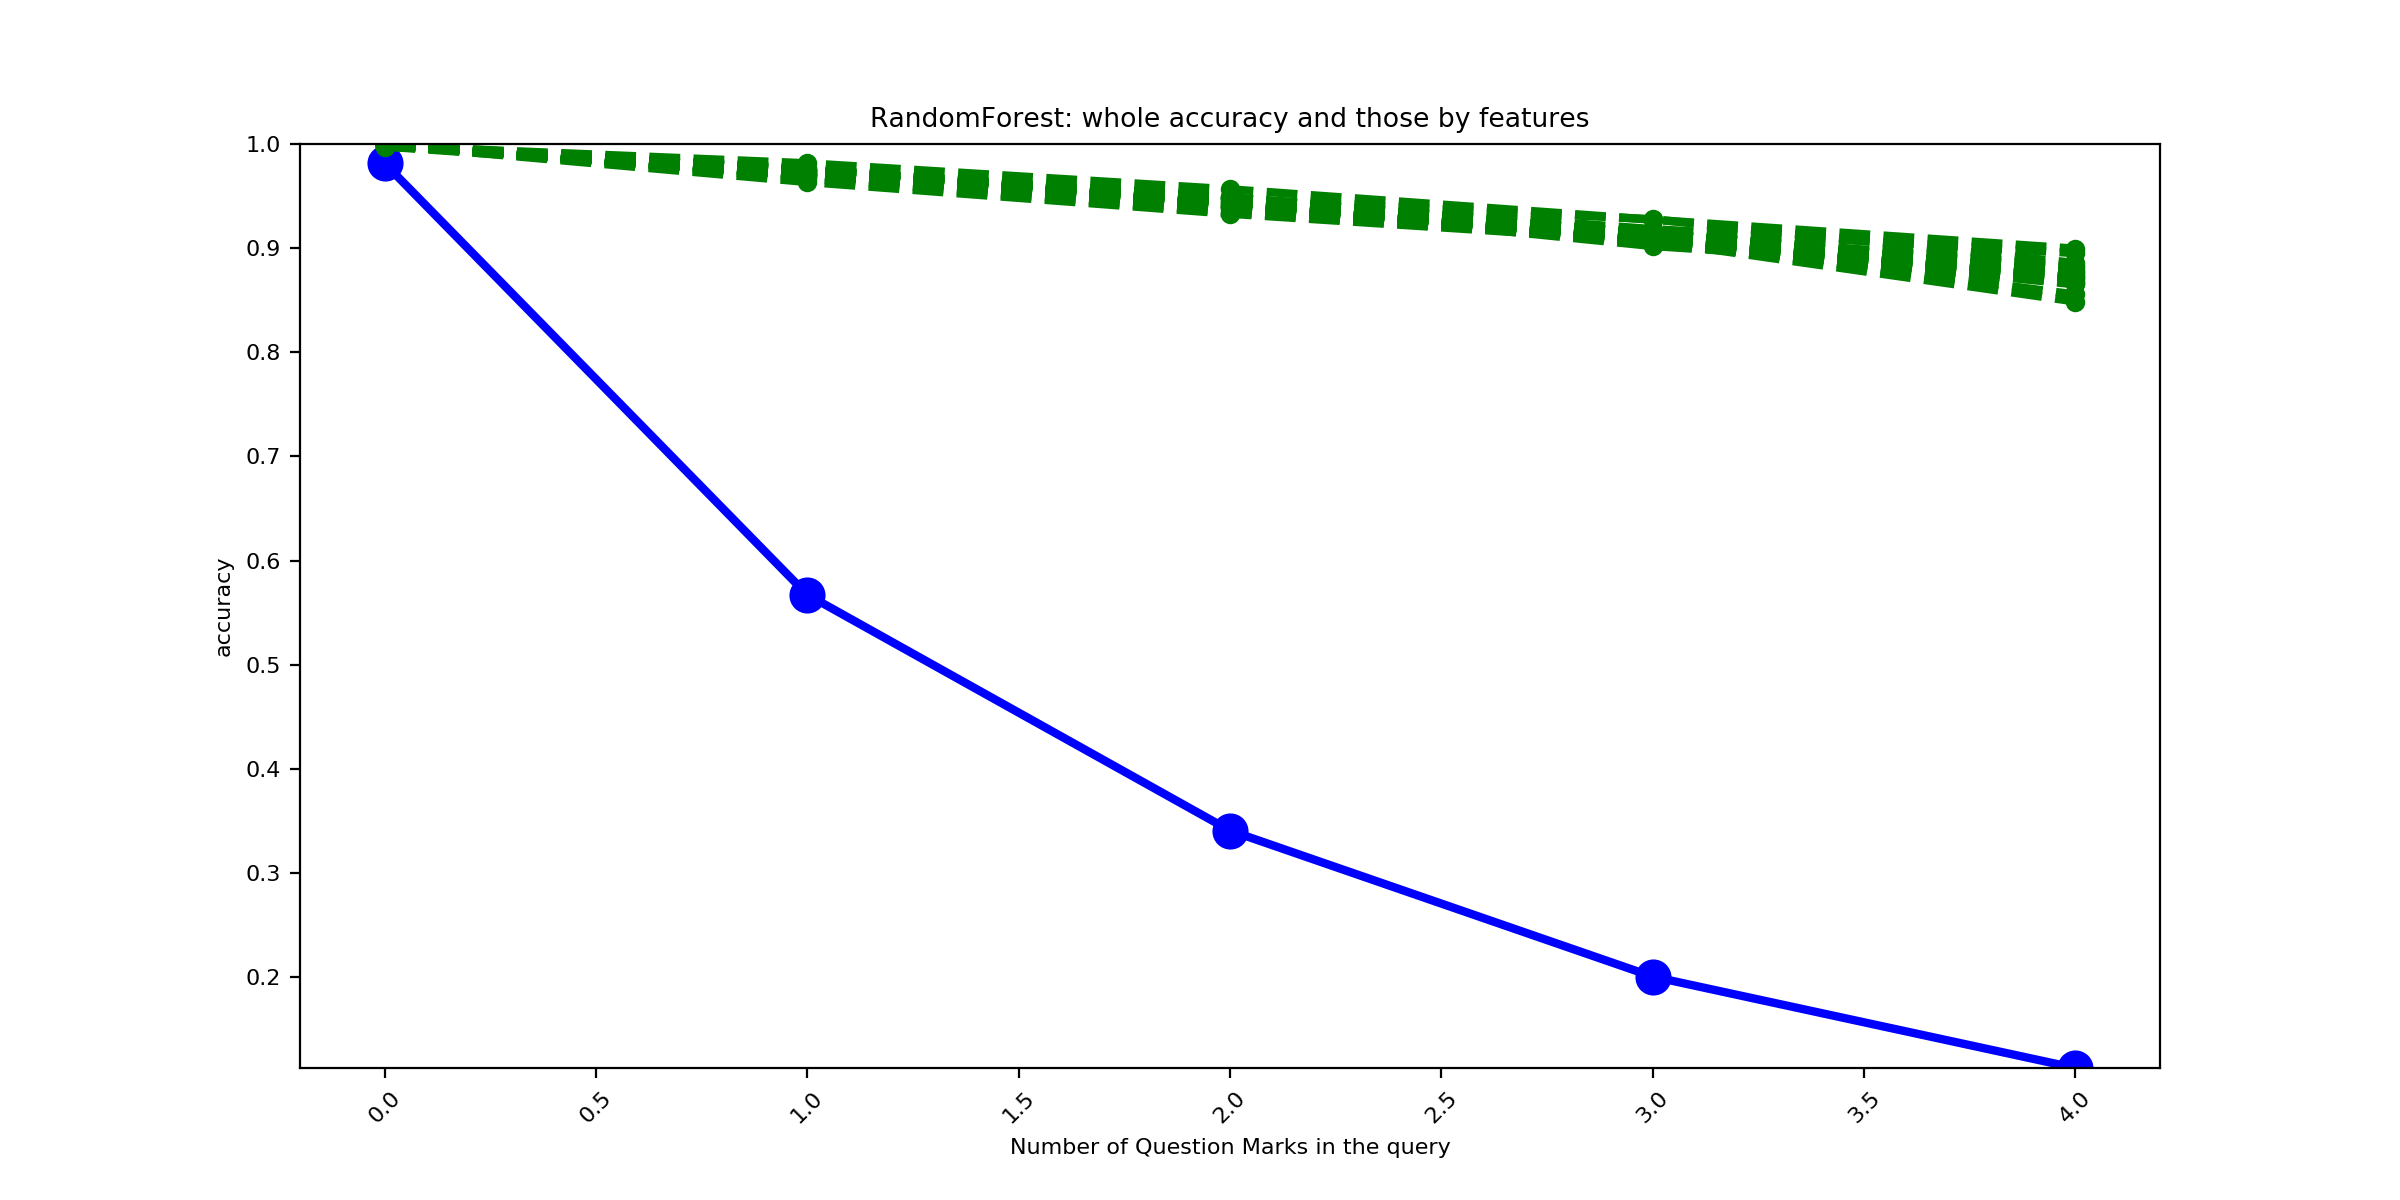 RandomForest: whole accuracy and those by features
1.0
0.9
0.8
0.7
0.6
0.5
0.4
0.3
0.2
accuracy
0.0 0.5 1.0 1.5 2.0 2.5 3.0 3.5 4.0
Number of Question Marks in the query